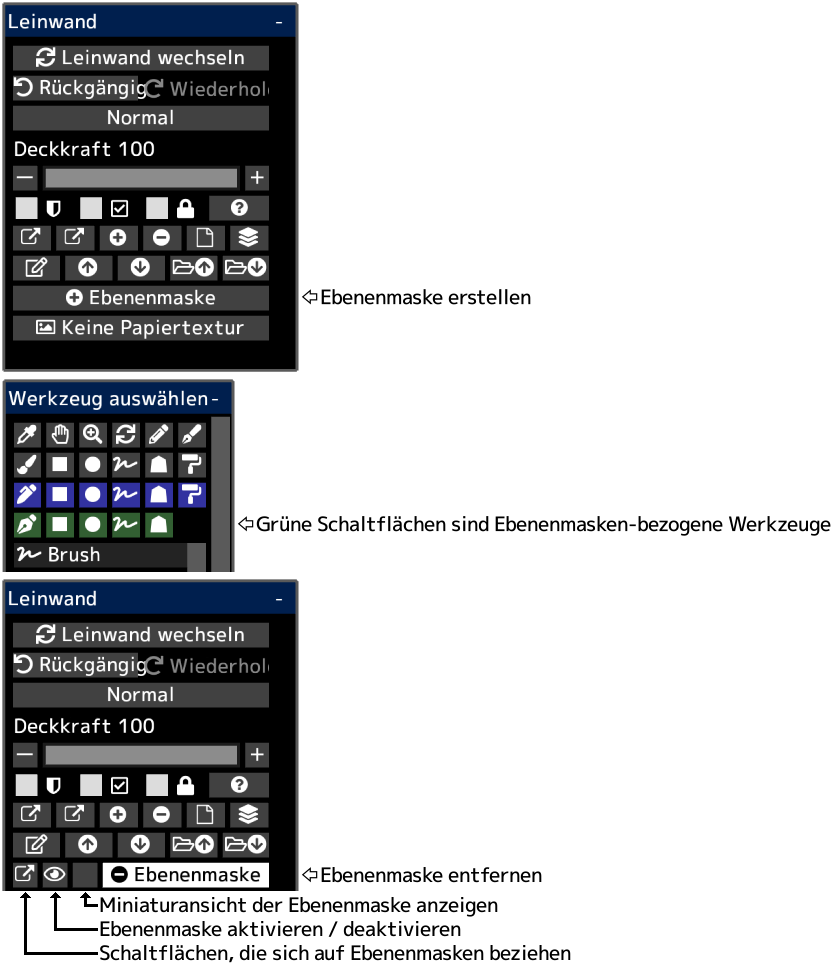 Leinwand -
Leinwand wechseln
Rückgängig Wiederhol
Normal
Deckkraft 100
Ebenenmaske
Ebenenmaske erstellen
Keine Papiertextur
Werkzeug auswählen -
Grüne Schaltflächen sind Ebenenmasken-bezogene Werkzeuge
Brush
Leinwand -
Leinwand wechseln
Rückgängig Wiederhol
Normal
Deckkraft 100
Ebenenmaske
Ebenenmaske entfernen
Miniaturansicht der Ebenenmaske anzeigen
Ebenenmaske aktivieren / deaktivieren
Schaltflächen, die sich auf Ebenenmasken beziehen